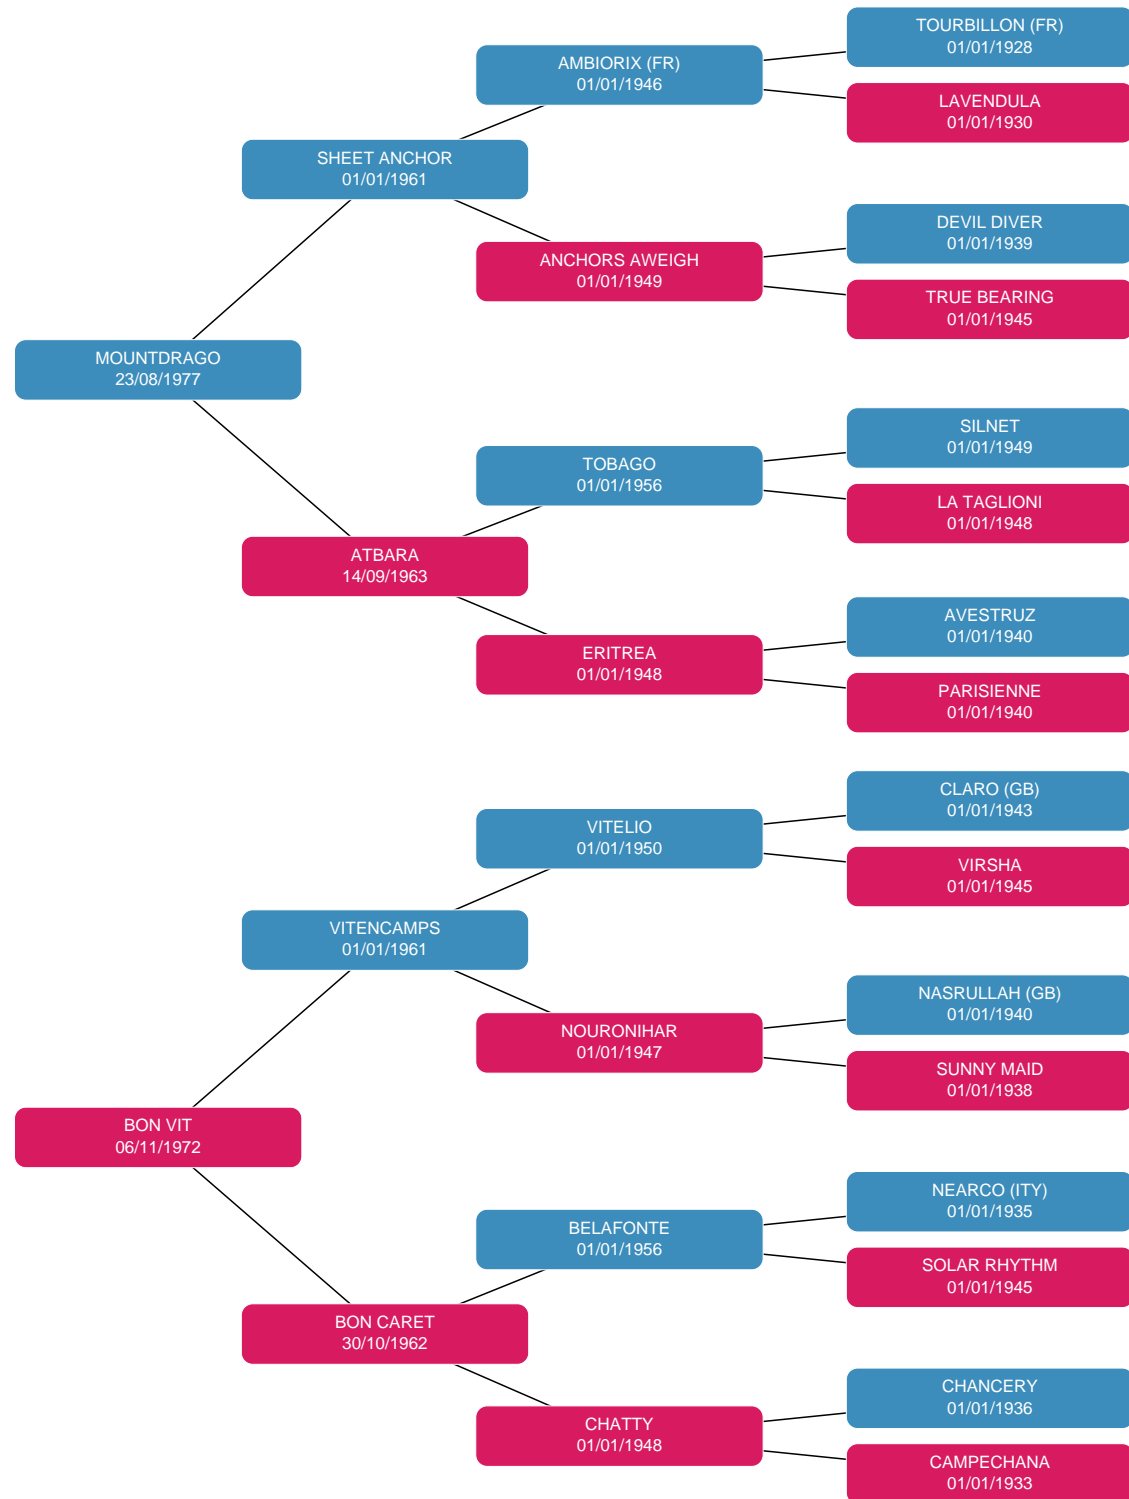 TOURBILLON (FR)
01/01/1928
AMBIORIX (FR)
01/01/1946
LAVENDULA
01/01/1930
SHEET ANCHOR
01/01/1961
DEVIL DIVER
01/01/1939
ANCHORS AWEIGH
01/01/1949
TRUE BEARING
01/01/1945
MOUNTDRAGO
23/08/1977
SILNET
01/01/1949
TOBAGO
01/01/1956
LA TAGLIONI
01/01/1948
ATBARA
14/09/1963
AVESTRUZ
01/01/1940
ERITREA
01/01/1948
PARISIENNE
01/01/1940
CLARO (GB)
01/01/1943
VITELIO
01/01/1950
VIRSHA
01/01/1945
VITENCAMPS
01/01/1961
NASRULLAH (GB)
01/01/1940
NOURONIHAR
01/01/1947
SUNNY MAID
01/01/1938
BON VIT
06/11/1972
NEARCO (ITY)
01/01/1935
BELAFONTE
01/01/1956
SOLAR RHYTHM
01/01/1945
BON CARET
30/10/1962
CHANCERY
01/01/1936
CHATTY
01/01/1948
CAMPECHANA
01/01/1933